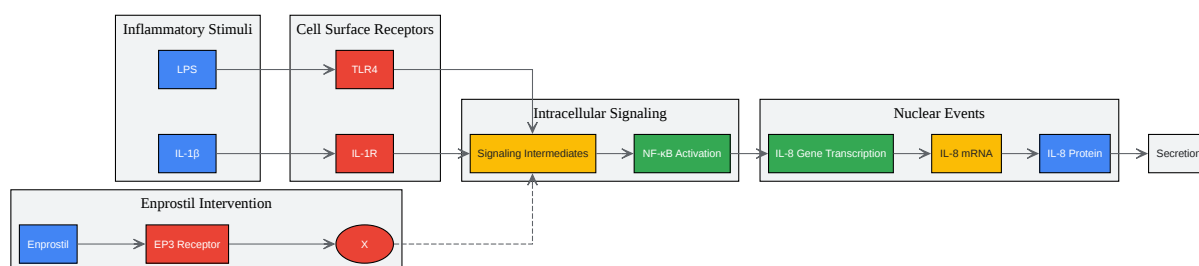 Inflammatory Stimuli
LPS
IL-1β
Cell Surface Receptors
TLR4
IL-1R
Intracellular Signaling
Signaling Intermediates
NF-κB Activation
Nuclear Events
IL-8 Gene Transcription
IL-8 mRNA
IL-8 Protein
Secretion
Enprostil Intervention
Enprostil
EP3 Receptor
X